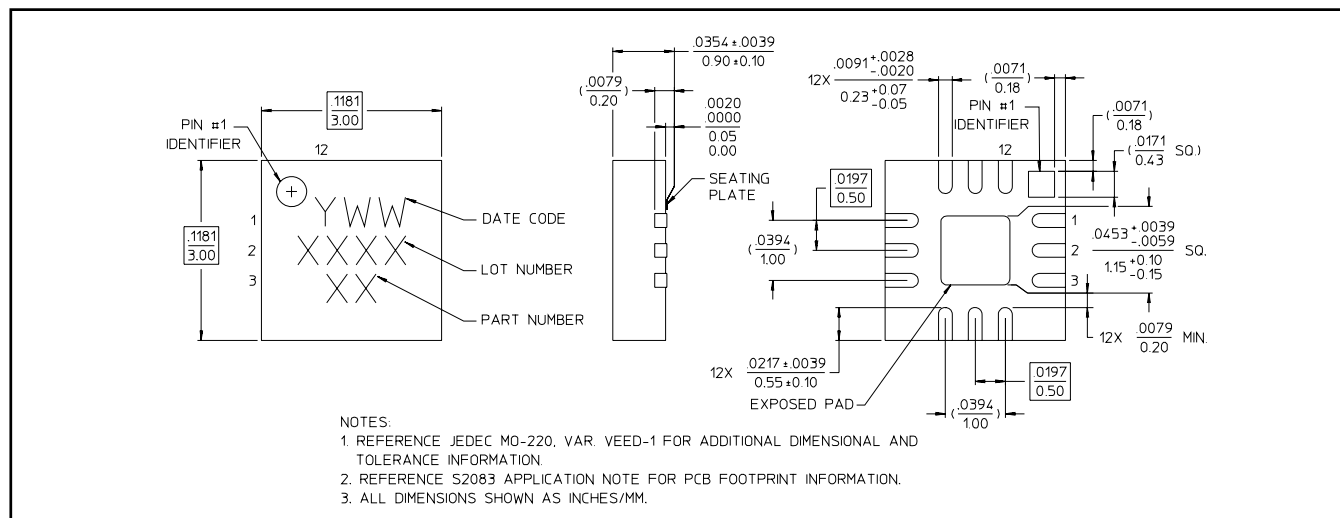 .1181
3.00
PIN #1
IDENTIFIER
12
.1181
3.00
1
2
3
YWW
XXXX
XX
DATE CODE
LOT NUMBER
PART NUMBER
.0354 ±.0039
0.90 ±0.10
(.0079
0.20)
.0020
.0000
0.05
0.00
SEATING
PLATE
12X .0091 +.0028 -.0020
0.23 +0.07 -0.05
(.0071
0.18)
PIN #1
IDENTIFIER
12
(.0071
0.18)
(.0171
0.43 SQ.)
.0197
0.50
(.0394
1.00)
1
2
3
.0453 +.0039 -.0059 SQ.
1.15 +0.10 -0.15
12X .0079 MIN.
0.20
12X .0217 ±.0039
0.55 ±0.10
EXPOSED PAD
(.0394
1.00)
.0197
0.50
NOTES:
1. REFERENCE JEDEC MO-220, VAR. VEED-1 FOR ADDITIONAL DIMENSIONAL AND
TOLERANCE INFORMATION.
2. REFERENCE S2083 APPLICATION NOTE FOR PCB FOOTPRINT INFORMATION.
3. ALL DIMENSIONS SHOWN AS INCHES/MM.